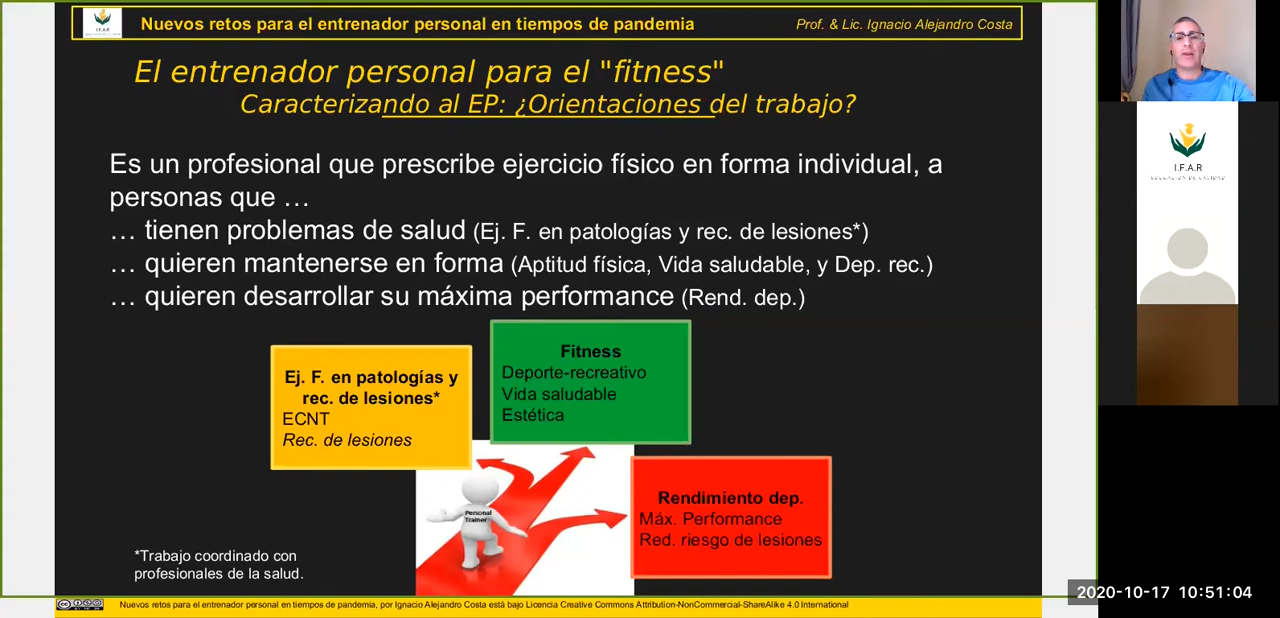 Nuevos retos para el entrenador personal en tiempos de pandemia
Prof. & Lic. Ignacio Alejandro Costa
I.F.A.R
El entrenador personal para el "fitness"
Caracterizando al EP: ¿Orientaciones del trabajo?
Es un profesional que prescribe ejercicio físico en forma individual, a
personas que …
… tienen problemas de salud (Ej. F. en patologías y rec. de lesiones*)
… quieren mantenerse en forma (Aptitud física, Vida saludable, y Dep. rec.)
… quieren desarrollar su máxima performance (Rend. dep.)
Ej. F. en patologías y
rec. de lesiones*
ECNT
Rec. de lesiones
Fitness
Deporte-recreativo
Vida saludable
Estética
Rendimiento dep.
Máx. Performance
Red. riesgo de lesiones
Personal
Trainer
*Trabajo coordinado con
profesionales de la salud.
Nuevos retos para el entrenador personal en tiempos de pandemia, por Ignacio Alejandro Costa está bajo Licencia Creative Commons Attribution-NonCommercial-ShareAlike 4.0 International
I.F.A.R
2020-10-17 10:51:04